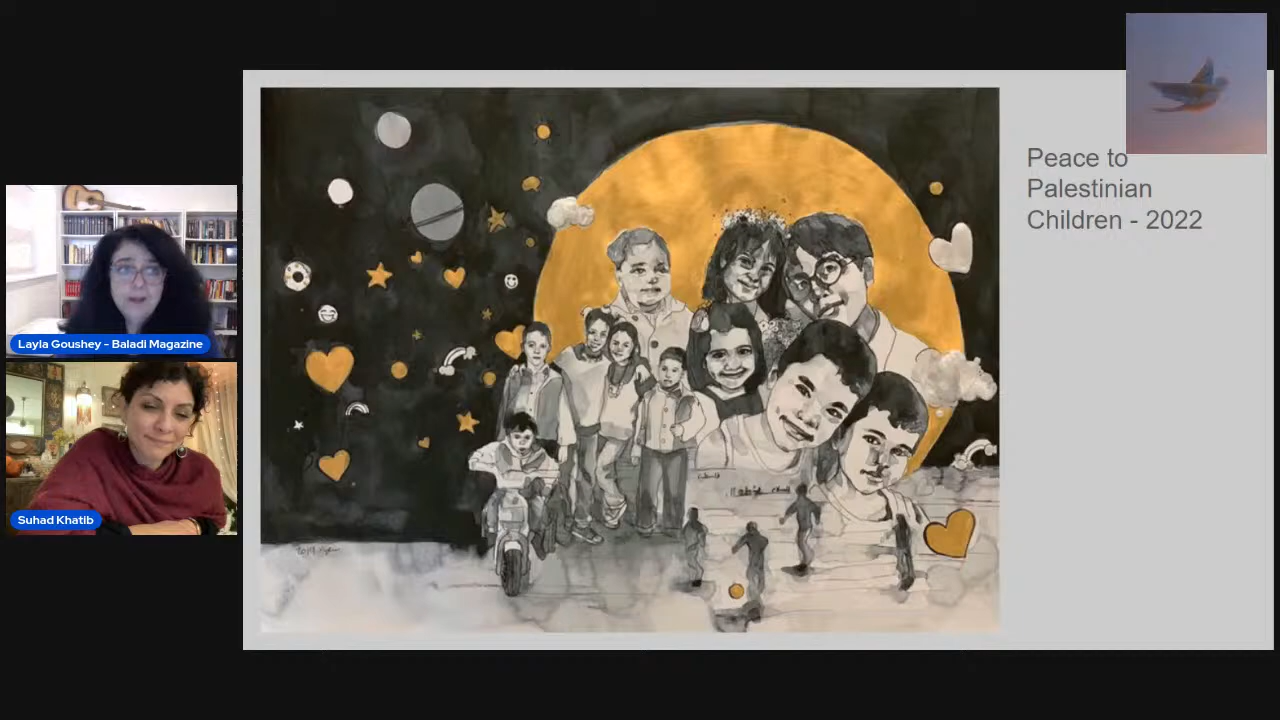 Peace to
Palestinian
Children - 2022
Layla Goushey – Baladi Magazine
Suhad Khatib